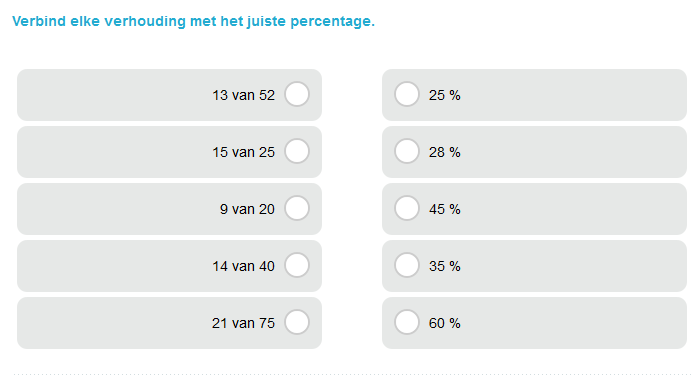 Verbind elke verhouding met het juiste percentage.
13 van 52
25 %
15 van 25
28 %
9 van 20
45 %
14 van 40
35 %
21 van 75
60 %